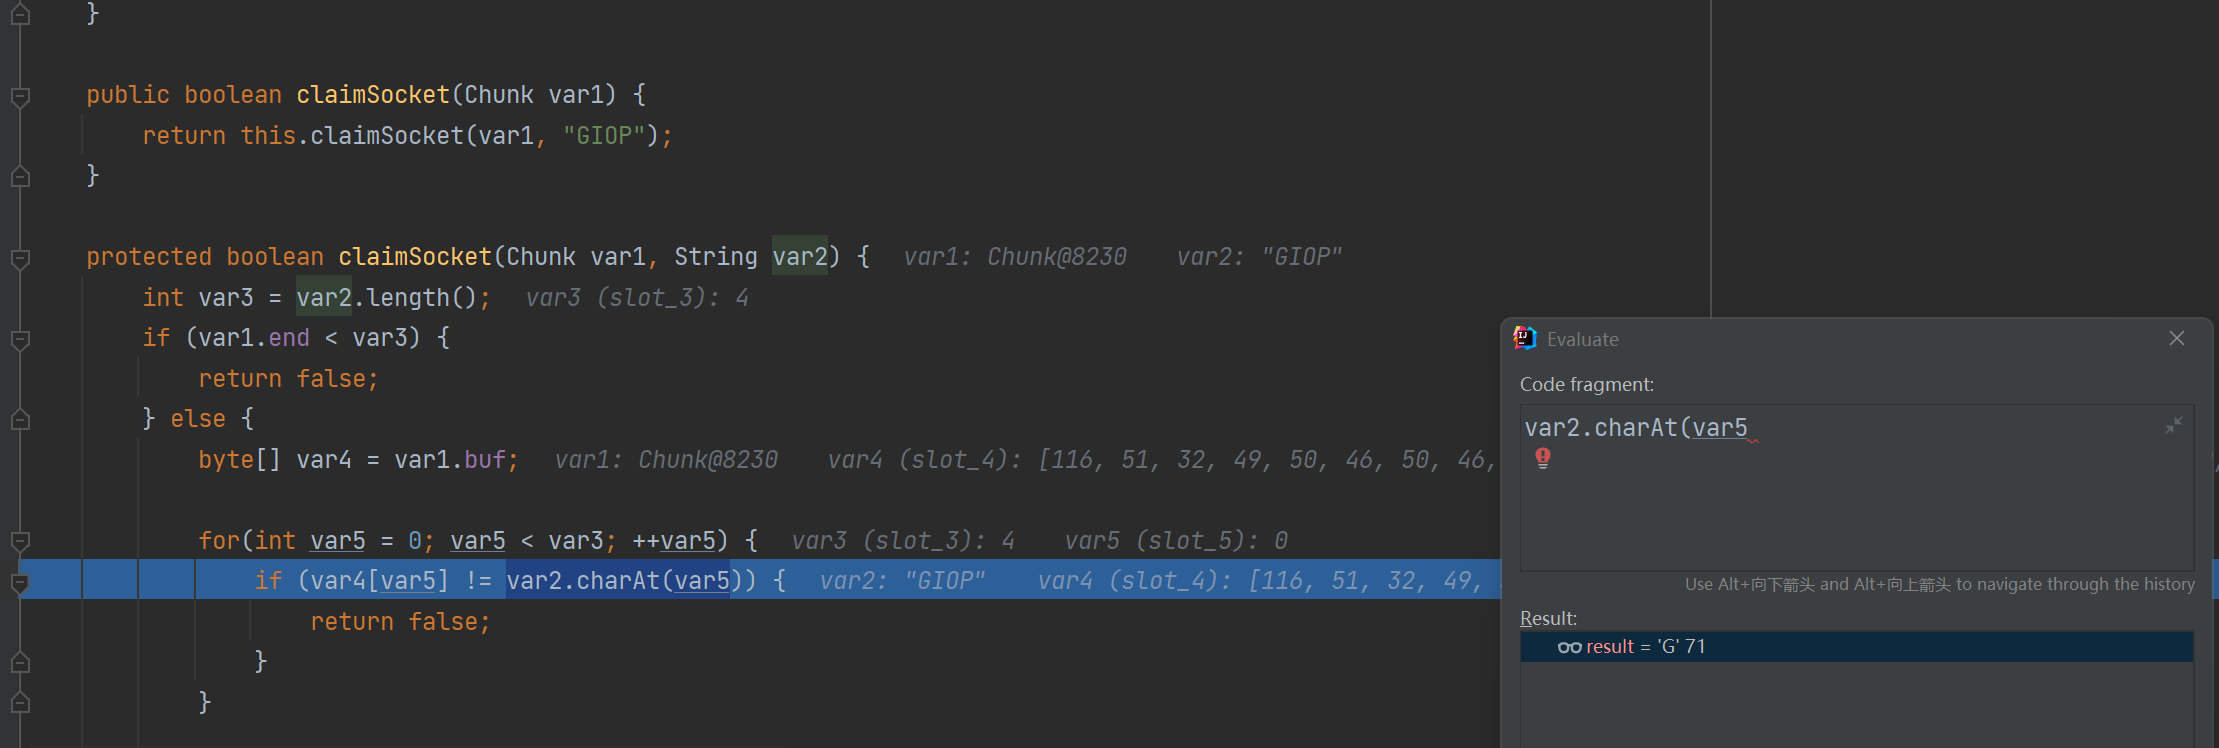 }
public boolean claimSocket(Chunk var1) {
return this.claimSocket(var1, "GIOP");
}
protected boolean claimSocket(Chunk var1, String var2) { var1: Chunk@8230 var2: "GIOP"
int var3 = var2.length(); var3 (slot_3): 4
if (var1.end < var3) {
return false;
} else {
byte[] var4 = var1.buf; var1: Chunk@8230 var4 (slot_4): [116, 51, 32, 49, 50, 46, 50, 46,
for(int var5 = 0; var5 < var3; ++var5) { var3 (slot_3): 4 var5 (slot_5): 0
if (var4[var5] != var2.charAt(var5)) { var2: "GIOP" var4 (slot_4): [116, 51, 32, 49,
return false;
}
}
Evaluate
Code fragment:
var2.charAt(var5
Use Alt+向下箭头 and Alt+向上箭头 to navigate through the history
Result:
result = 'G' 71